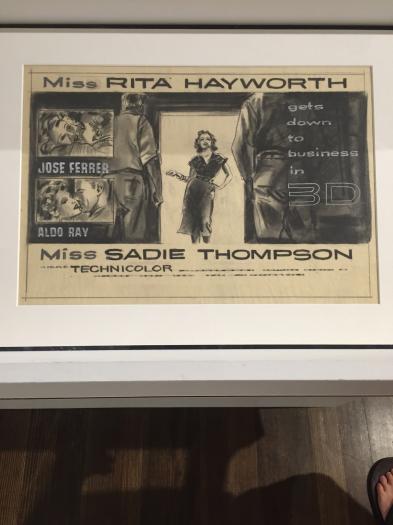 Miss RITA HAYWORTH
gets
down
to
business
in
3D
JOSE FERRER
ALDO RAY
Miss SADIE THOMPSON
TECHNICOLOR